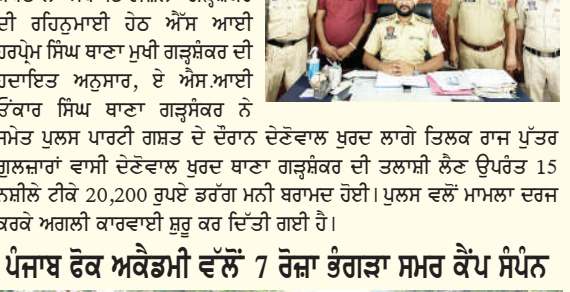 ਦੀ ਰਹਿਨੁਮਾਈ ਹੇਠ ਐੱਸ ਆਈ
ਹਰਪ੍ਰੇਮ ਸਿੰਘ ਥਾਣਾ ਮੁਖੀ ਗੜ੍ਹਸ਼ੰਕਰ ਦੀ
ਹਦਾਇਤ ਅਨੁਸਾਰ, ਏ ਐਸ.ਆਈ
ਓਂਕਾਰ ਸਿੰਘ ਥਾਣਾ ਗੜ੍ਹਸੰਕਰ ਨੇ
ਸਮੇਤ ਪੁਲਸ ਪਾਰਟੀ ਗਸ਼ਤ ਦੇ ਦੌਰਾਨ ਦੇਣੋਵਾਲ ਖੁਰਦ ਲਾਗੇ ਤਿਲਕ ਰਾਜ ਪੁੱਤਰ
ਗੁਲਜ਼ਾਰਾਂ ਵਾਸੀ ਦੇਣੋਵਾਲ ਖੁਰਦ ਥਾਣਾ ਗੜ੍ਹਸ਼ੰਕਰ ਦੀ ਤਲਾਸ਼ੀ ਲੈਣ ਉਪਰੰਤ 15
ਨਸ਼ੀਲੇ ਟੀਕੇ 20,200 ਰੁਪਏ ਡਰੱਗ ਮਨੀ ਬਰਾਮਦ ਹੋਈ। ਪੁਲਸ ਵਲੋਂ ਮਾਮਲਾ ਦਰਜ
ਕਰਕੇ ਅਗਲੀ ਕਾਰਵਾਈ ਸ਼ੁਰੂ ਕਰ ਦਿੱਤੀ ਗਈ ਹੈ।
ਪੰਜਾਬ ਫੋਕ ਅਕੈਡਮੀ ਵੱਲੋਂ 7 ਰੋਜ਼ਾ ਭੰਗੜਾ ਸਮਰ ਕੈਂਪ ਸੰਪੰਨ